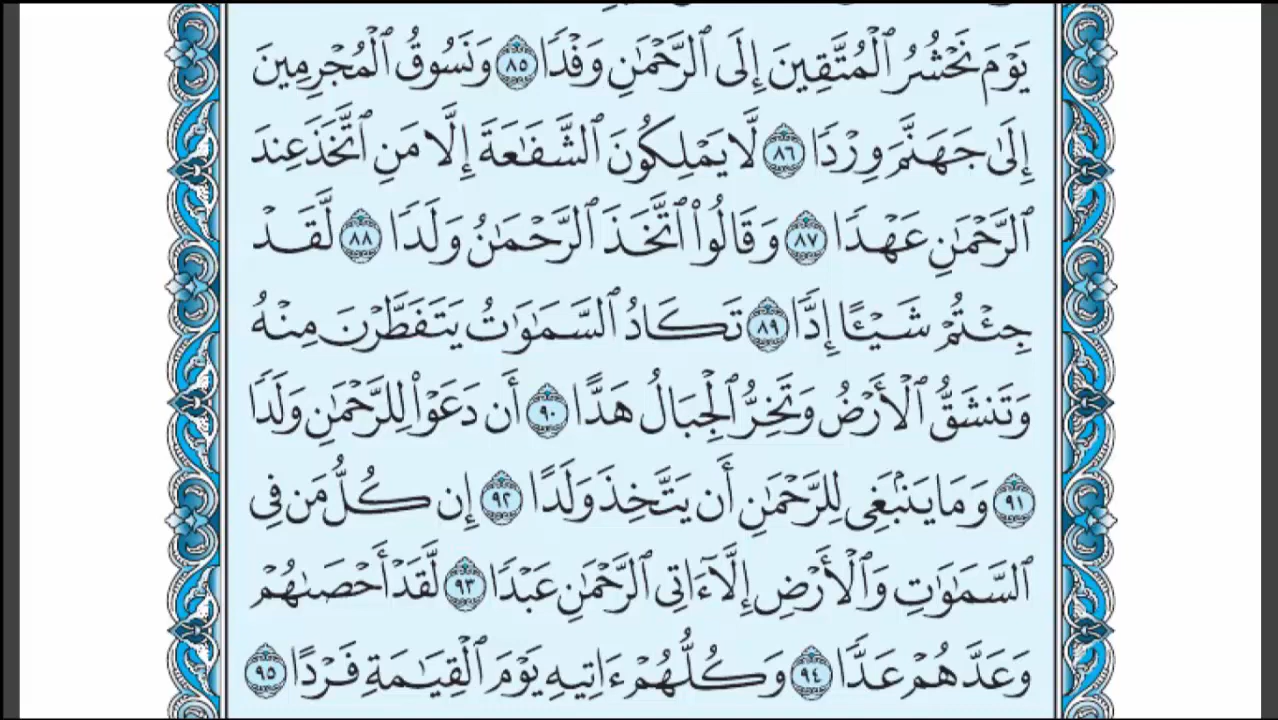 يَوْمَ نَحْشُرُ ٱلْمُتَّقِينَ إِلَى ٱلرَّحْمَٰنِ وَفْدًا ٨٥ وَنَسُوقُ ٱلْمُجْرِمِينَ
إِلَىٰ جَهَنَّمَ وِرْدًا ٨٦ لَّا يَمْلِكُونَ ٱلشَّفَٰعَةَ إِلَّا مَنِ ٱتَّخَذَ عِندَ
ٱلرَّحْمَٰنِ عَهْدًا ٨٧ وَقَالُوا۟ ٱتَّخَذَ ٱلرَّحْمَٰنُ وَلَدًا ٨٨ لَّقَدْ
جِئْتُمْ شَيْـًٔا إِدًّا ٨٩ تَكَادُ ٱلسَّمَٰوَٰتُ يَتَفَطَّرْنَ مِنْهُ
وَتَنشَقُّ ٱلْأَرْضُ وَتَخِرُّ ٱلْجِبَالُ هَدًّا ٩٠ أَن دَعَوْا۟ لِلرَّحْمَٰنِ وَلَدًا
٩١ وَمَا يَنۢبَغِى لِلرَّحْمَٰنِ أَن يَتَّخِذَ وَلَدًا ٩٢ إِن كُلُّ مَن فِى
ٱلسَّمَٰوَٰتِ وَٱلْأَرْضِ إِلَّآ ءَاتِى ٱلرَّحْمَٰنِ عَبْدًا ٩٣ لَّقَدْ أَحْصَىٰهُمْ
وَعَدَّهُمْ عَدًّا ٩٤ وَكُلُّهُمْ ءَاتِيهِ يَوْمَ ٱلْقِيَٰمَةِ فَرْدًا ٩٥